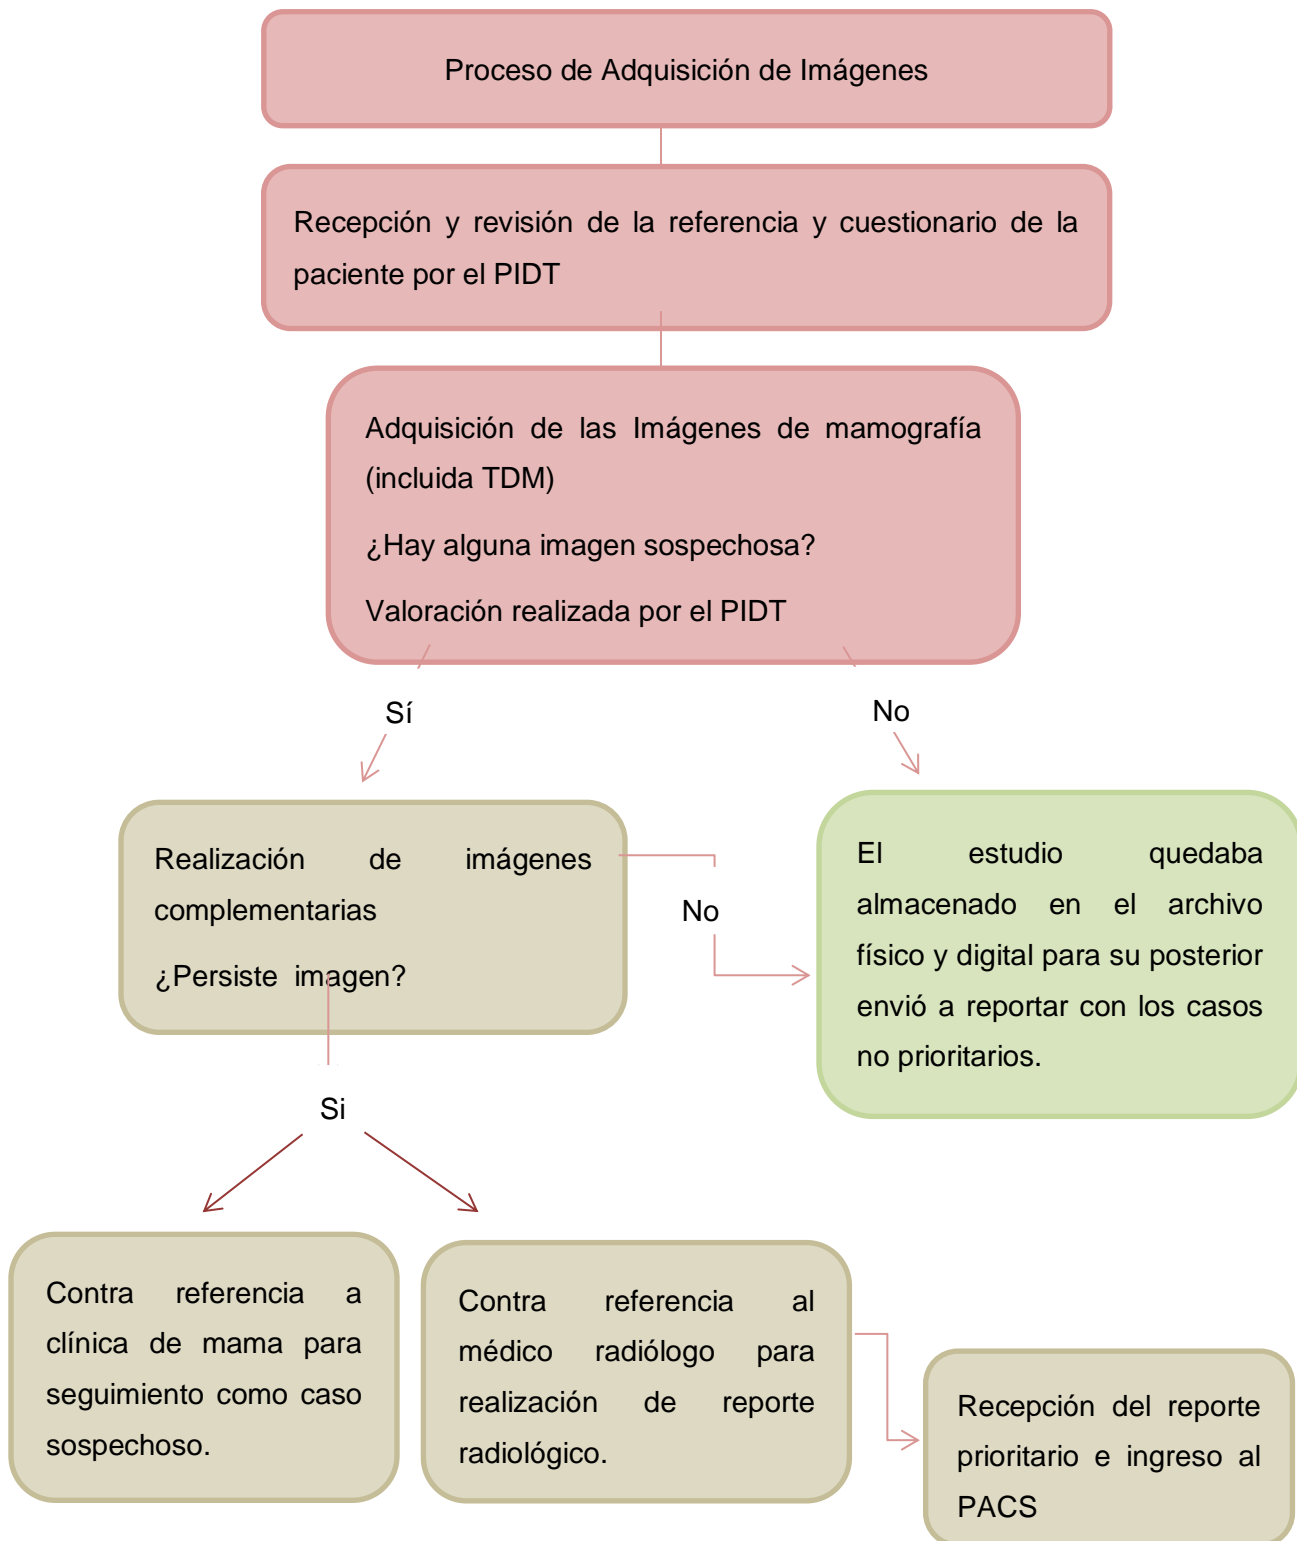 Proceso de Adquisición de Imágenes
Recepción y revisión de la referencia y cuestionario de la
paciente por el PIDT
Adquisición de las Imágenes de mamografía
(incluida TDM)
¿Hay alguna imagen sospechosa?
Valoración realizada por el PIDT
Sí
No
Realización de imágenes
complementarias
¿Persiste imagen?
No
El estudio quedaba
almacenado en el archivo
físico y digital para su posterior
envió a reportar con los casos
no prioritarios.
Si
Contra referencia a
clínica de mama para
seguimiento como caso
sospechoso.
Contra referencia al
médico radiólogo para
realización de reporte
radiológico.
Recepción del reporte
prioritario e ingreso al
PACS